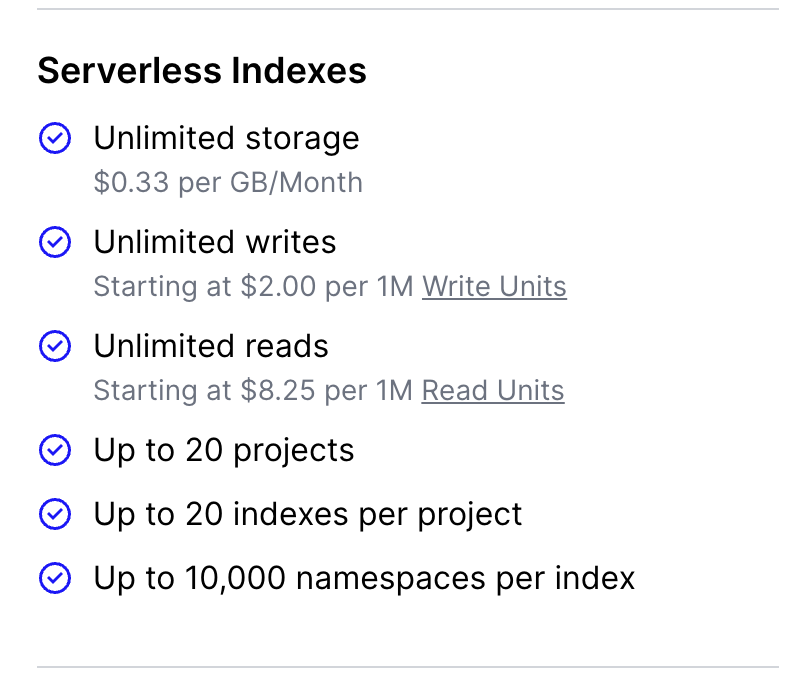 Serverless Indexes
Unlimited storage
$0.33 per GB/Month
Unlimited writes
Starting at $2.00 per 1M Write Units
Unlimited reads
Starting at $8.25 per 1M Read Units
Up to 20 projects
Up to 20 indexes per project
Up to 10,000 namespaces per index